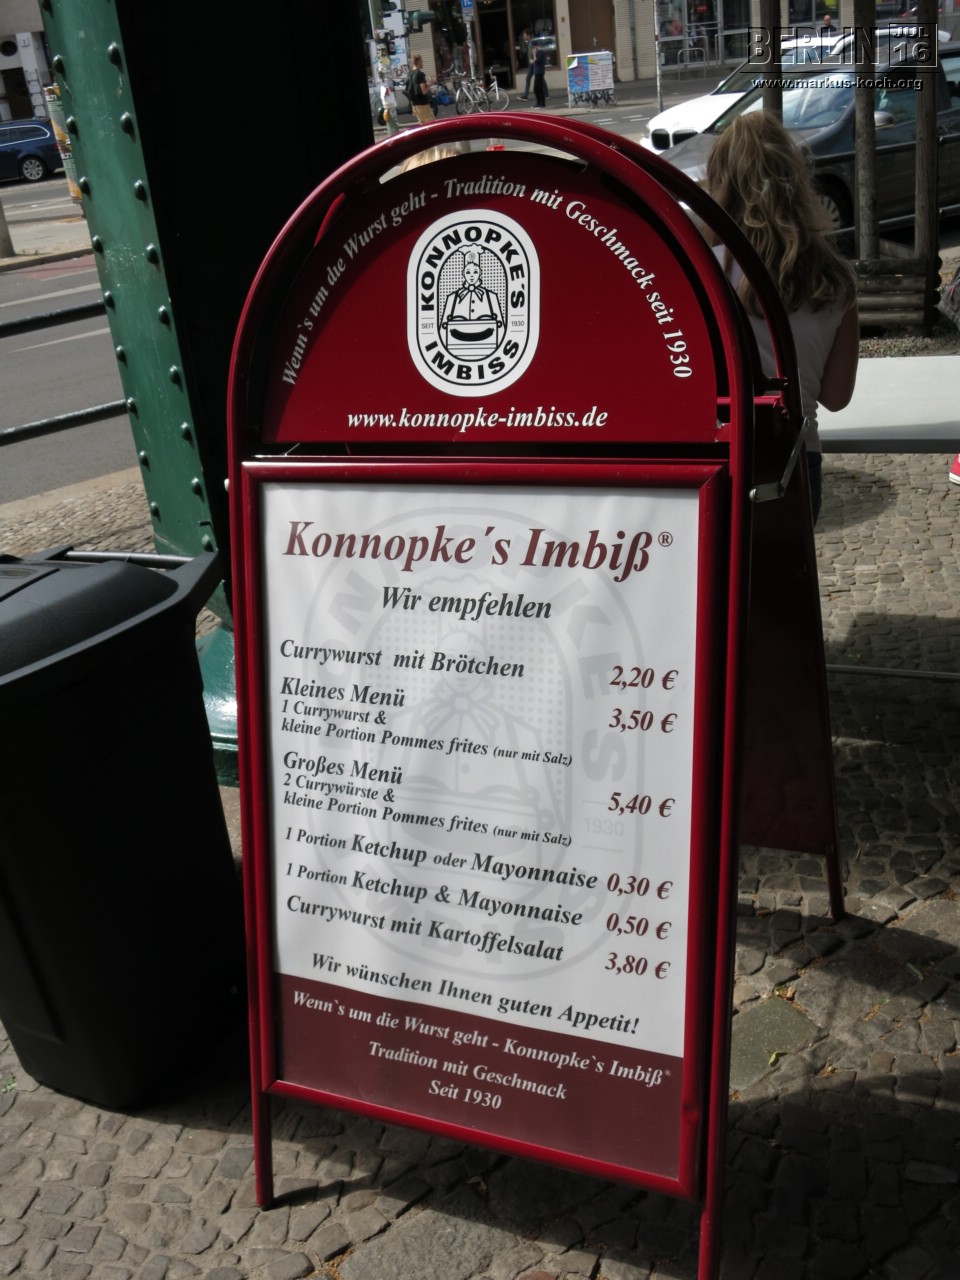 BERLIN JUL 16
www.markus-koch.org
Wenn`s um die Wurst geht - Tradition mit Geschmack seit 1930
KONNOPKE´S
SEIT 1930
IMBISS
www.konnopke-imbiss.de
Konnopke´s Imbiß®
Wir empfehlen
Currywurst mit Brötchen 2,20 €
Kleines Menü 3,50 €
1 Currywurst &
kleine Portion Pommes frites (nur mit Salz)
Großes Menü
2 Currywürste & 5,40 €
kleine Portion Pommes frites (nur mit Salz)
1 Portion Ketchup oder Mayonnaise 0,30 €
1 Portion Ketchup & Mayonnaise 0,50 €
Currywurst mit Kartoffelsalat 3,80 €
Wir wünschen Ihnen guten Appetit!
Wenn`s um die Wurst geht - Konnopke`s Imbiß®
Tradition mit Geschmack
Seit 1930